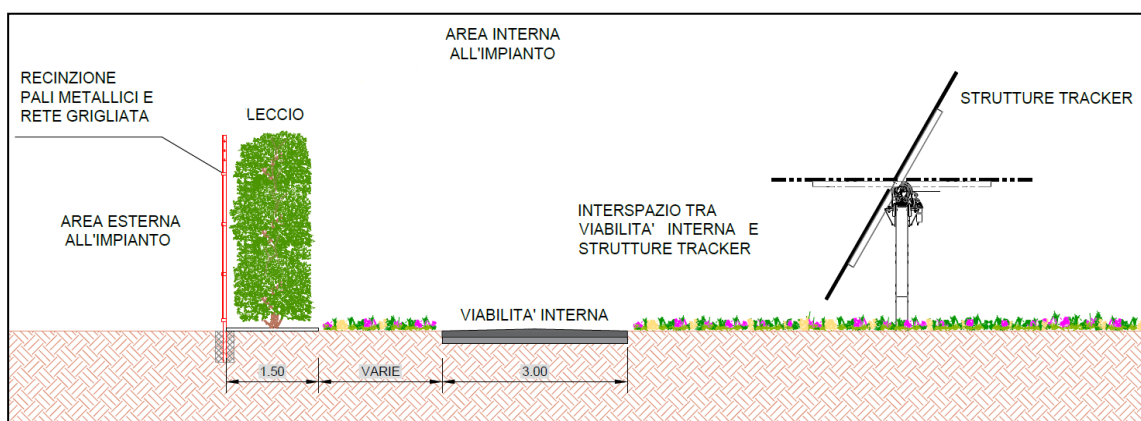 AREA INTERNA
ALL'IMPIANTO
RECINZIONE
PALI METALLICI E
RETE GRIGLIATA
LECCIO
STRUTTURE TRACKER
AREA ESTERNA
ALL'IMPIANTO
INTERSPAZIO TRA
VIABILITA' INTERNA E
STRUTTURE TRACKER
VIABILITA' INTERNA
1.50
VARIE
3.00